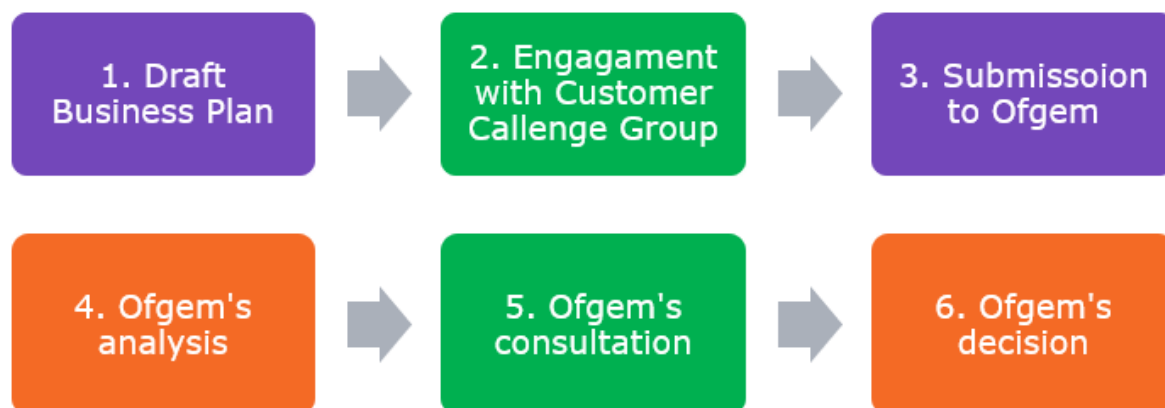 1. Draft
Business Plan
2. Engagament
with Customer
Callenge Group
3. Submissoion
to Ofgem
4. Ofgem's
analysis
5. Ofgem's
consultation
6. Ofgem's
decision